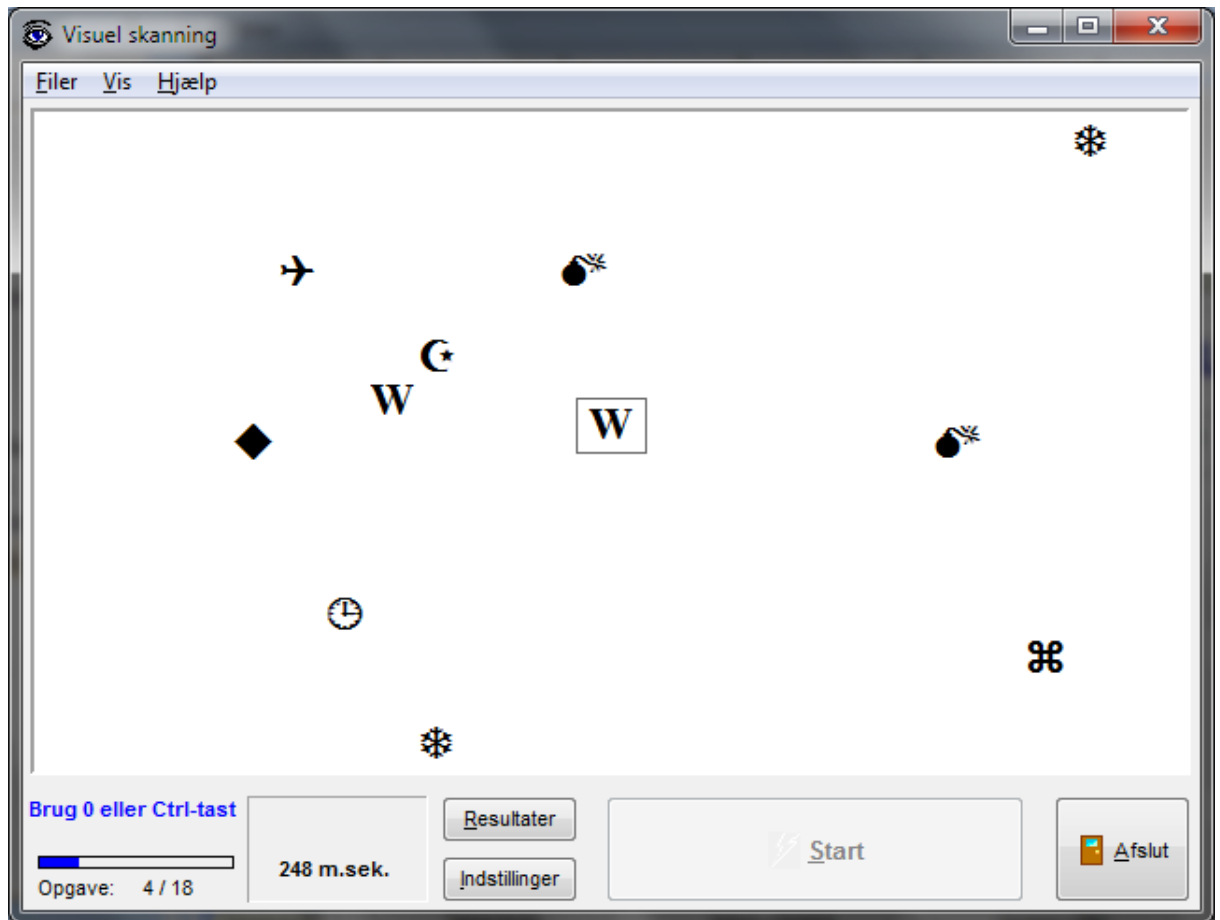 Visuel skanning
Filer Vis Hjælp
W
W
Brug 0 eller Ctrl-tast
Opgave: 4 / 18
248 m.sek.
Resultater
Indstillinger
Start
Afslut